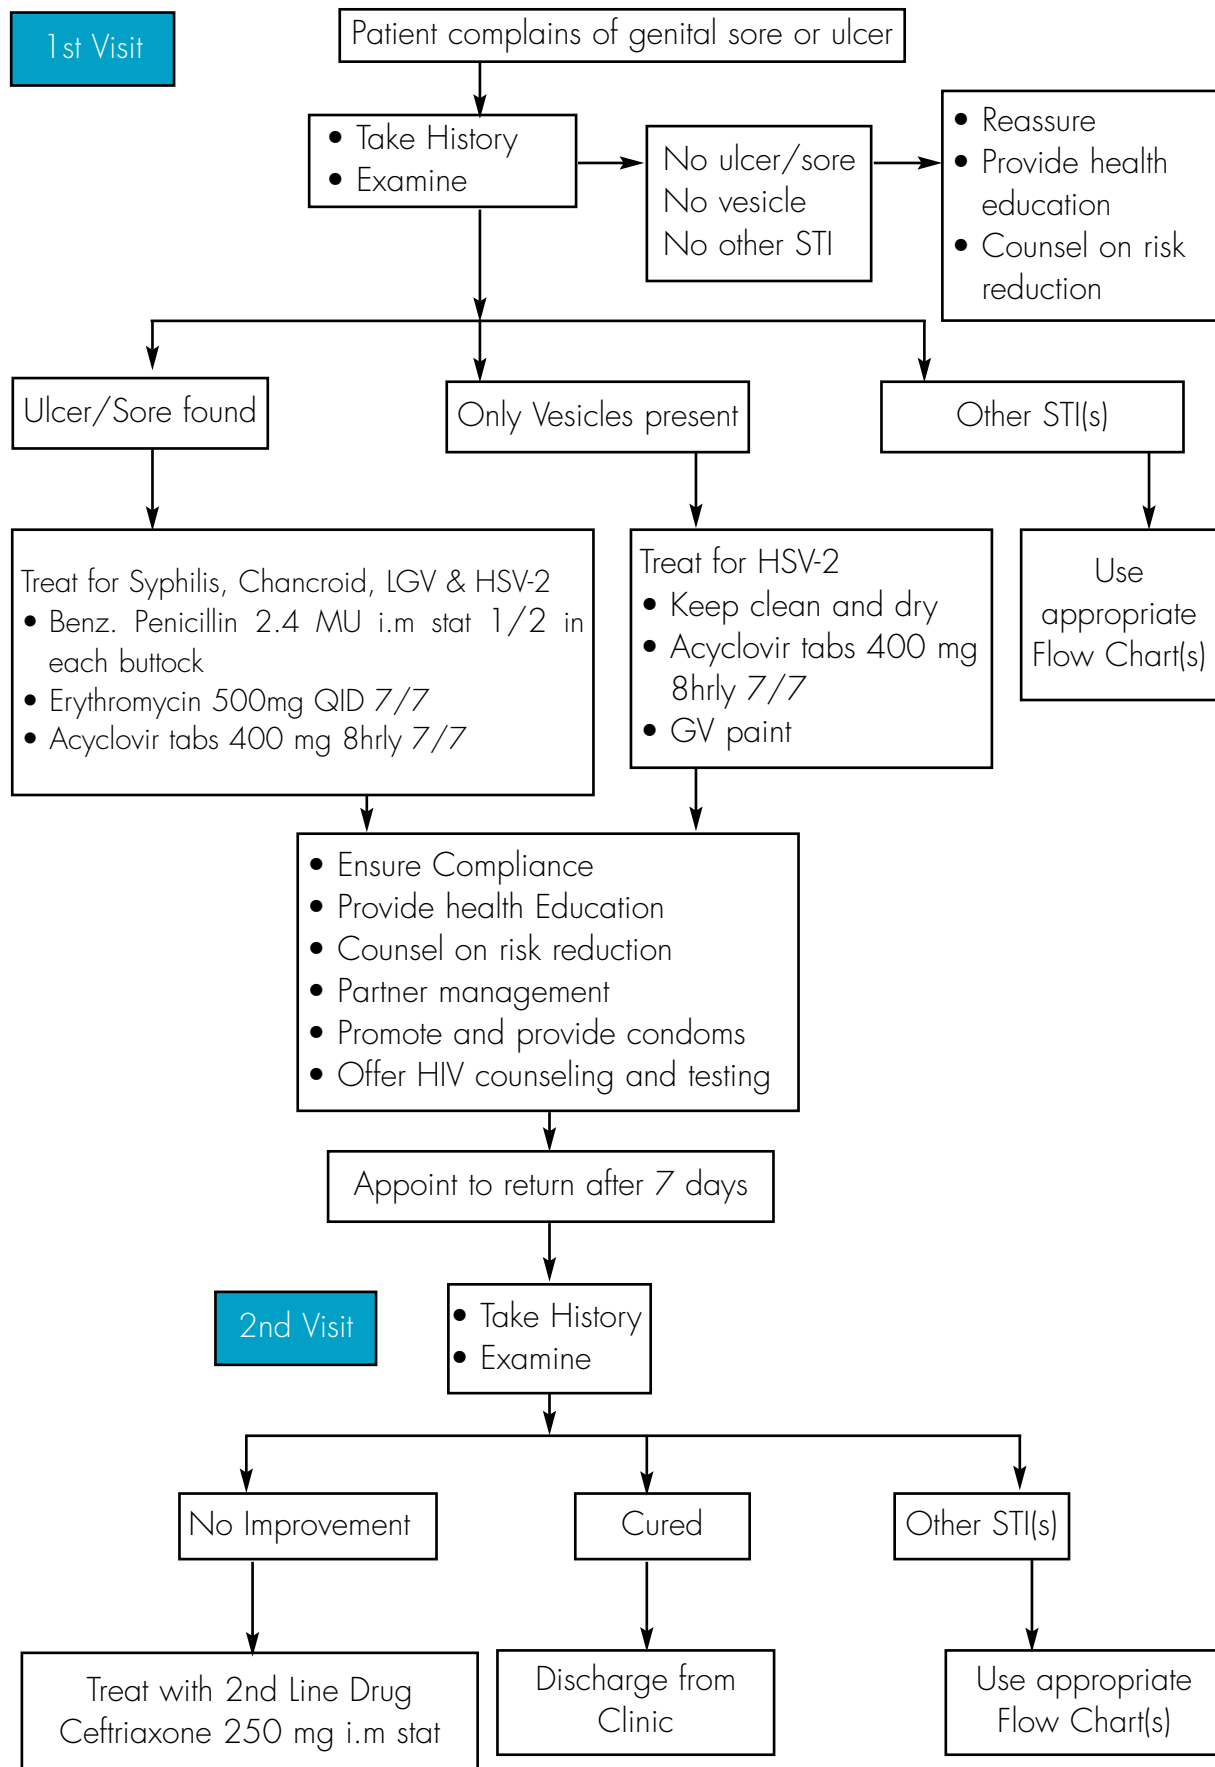 1st Visit
Patient complains of genital sore or ulcer
• Take History
• Examine
No ulcer/sore
No vesicle
No other STI
• Reassure
• Provide health
education
• Counsel on risk
reduction
Ulcer/Sore found
Only Vesicles present
Other STI(s)
Treat for Syphilis, Chancroid, LGV & HSV-2
• Benz. Penicillin 2.4 MU i.m stat 1/2 in
each buttock
• Erythromycin 500mg QID 7/7
• Acyclovir tabs 400 mg 8hrly 7/7
Treat for HSV-2
• Keep clean and dry
• Acyclovir tabs 400 mg
8hrly 7/7
• GV paint
Use
appropriate
Flow Chart(s)
• Ensure Compliance
• Provide health Education
• Counsel on risk reduction
• Partner management
• Promote and provide condoms
• Offer HIV counseling and testing
Appoint to return after 7 days
2nd Visit
• Take History
• Examine
No Improvement
Cured
Other STI(s)
Treat with 2nd Line Drug
Ceftriaxone 250 mg i.m stat
Discharge from
Clinic
Use appropriate
Flow Chart(s)